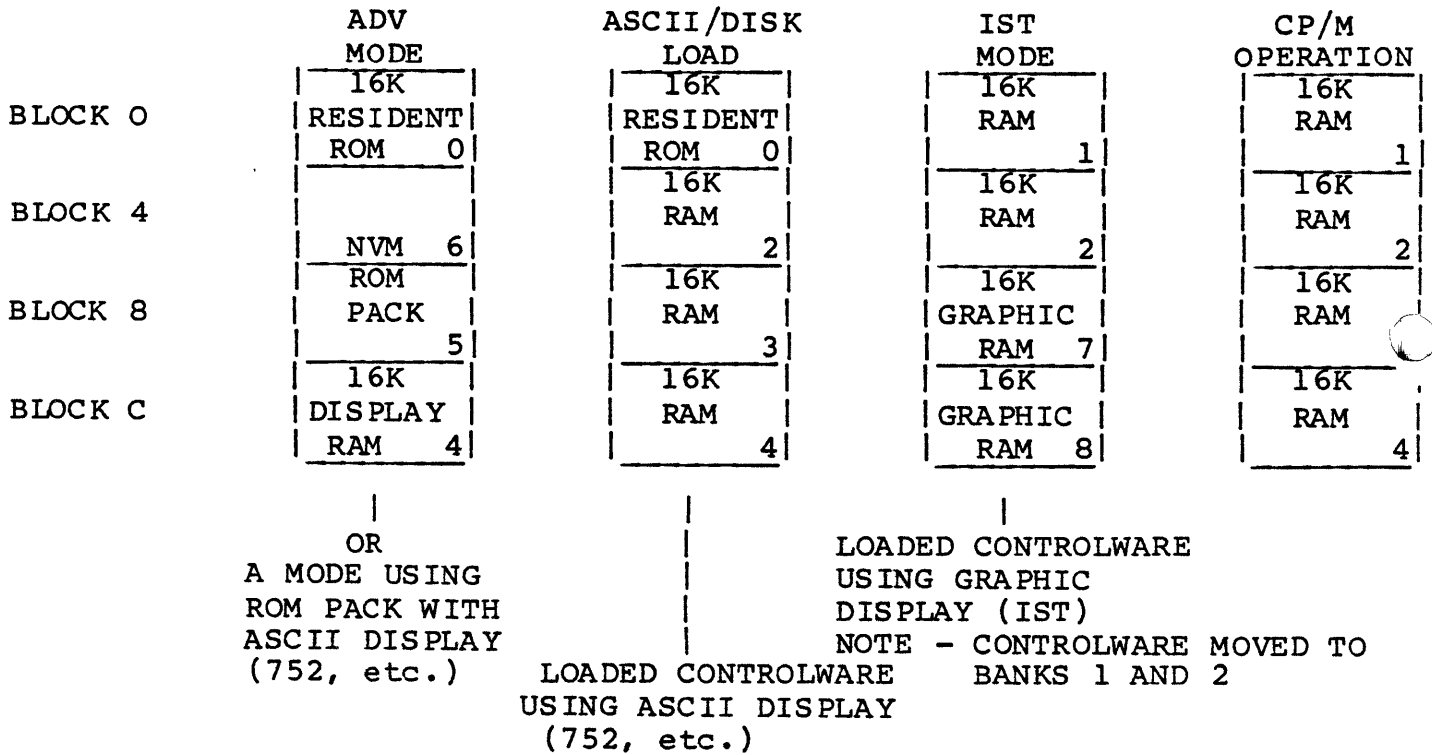 ADV ASCII/DISK IST CP/M
MODE LOAD MODE OPERATION
16K 16K 16K 16K
BLOCK 0 RESIDENT RESIDENT RAM RAM
ROM 0 ROM 0 1 1
16K 16K 16K
BLOCK 4 RAM RAM RAM
NVM 6 2 2 2
ROM 16K 16K 16K
BLOCK 8 PACK RAM GRAPHIC RAM
5 3 RAM 7
16K 16K 16K 16K
BLOCK C DISPLAY RAM GRAPHIC RAM
RAM 4 4 RAM 8 4
OR LOADED CONTROLWARE
A MODE USING USING GRAPHIC
ROM PACK WITH DISPLAY (IST)
ASCII DISPLAY NOTE - CONTROLWARE MOVED TO
(752, etc.) LOADED CONTROLWARE BANKS 1 AND 2
USING ASCII DISPLAY
(752, etc.)